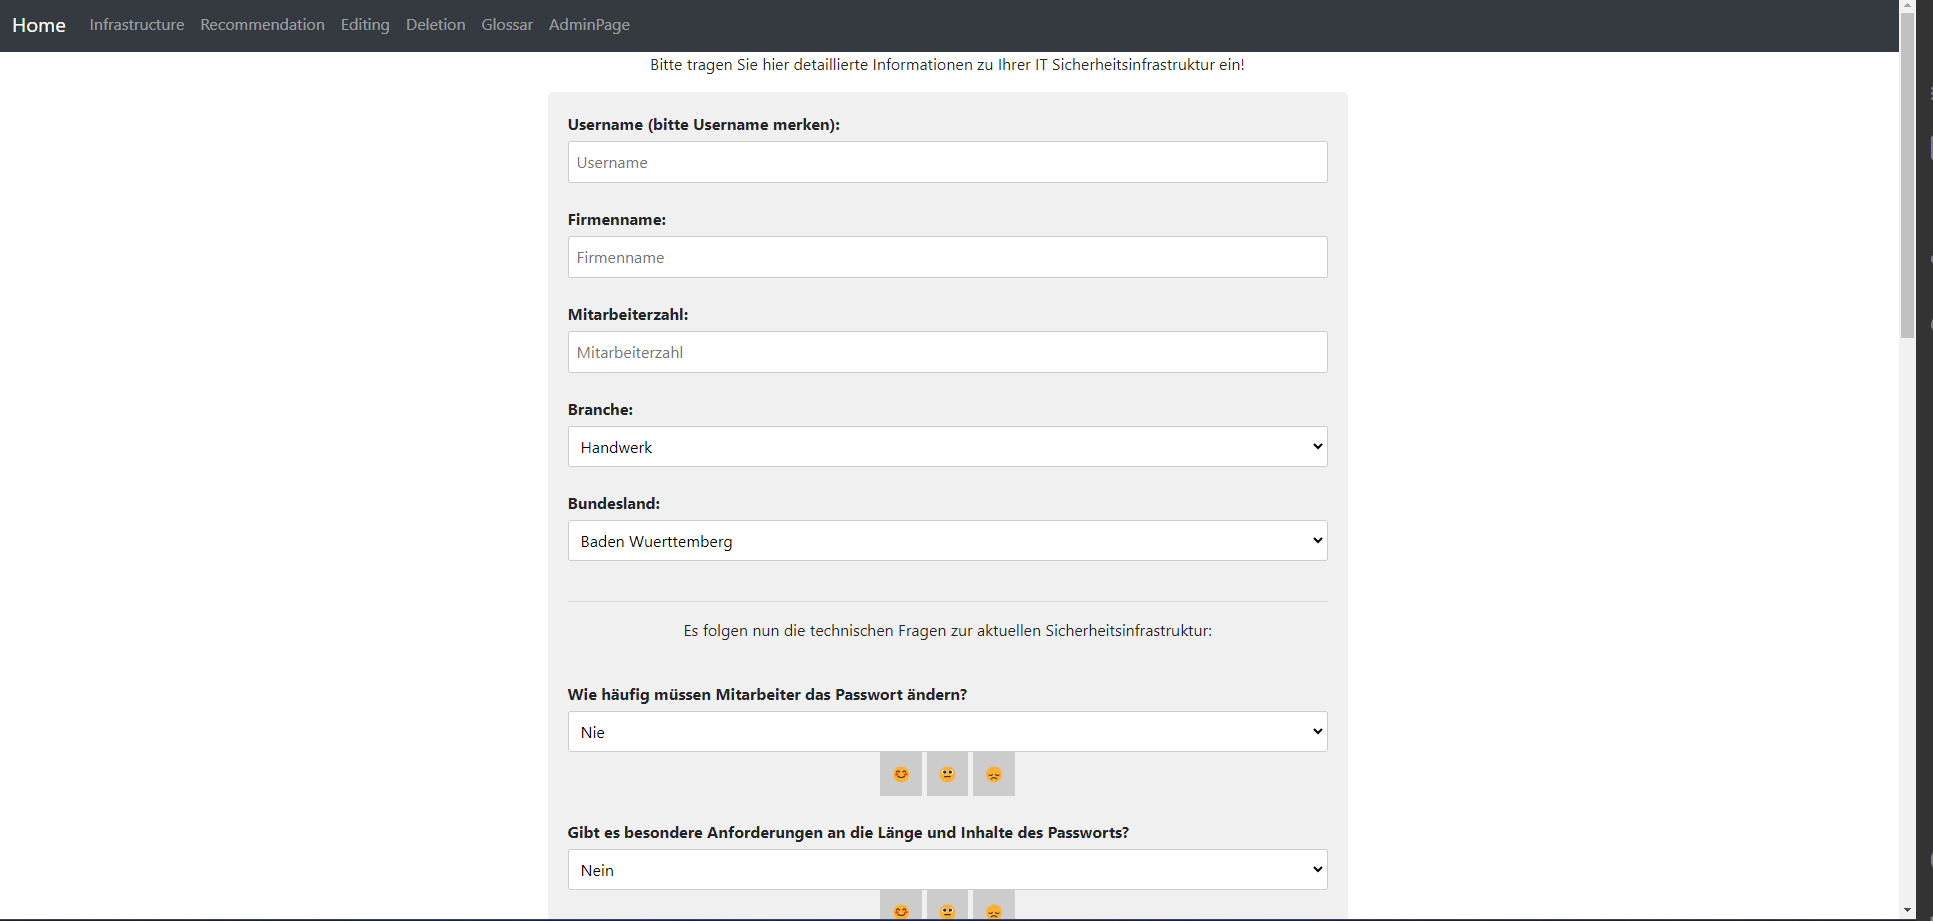 Home Infrastructure Recommendation Editing Deletion Glossar AdminPage
Bitte tragen Sie hier detaillierte Informationen zu Ihrer IT Sicherheitsinfrastruktur ein!
Username (bitte Username merken):
Username
Firmenname:
Firmenname
Mitarbeiterzahl:
Mitarbeiterzahl
Branche:
Handwerk
Bundesland:
Baden Wuerttemberg
Es folgen nun die technischen Fragen zur aktuellen Sicherheitsinfrastruktur:
Wie häufig müssen Mitarbeiter das Passwort ändern?
Nie
Gibt es besondere Anforderungen an die Länge und Inhalte des Passworts?
Nein